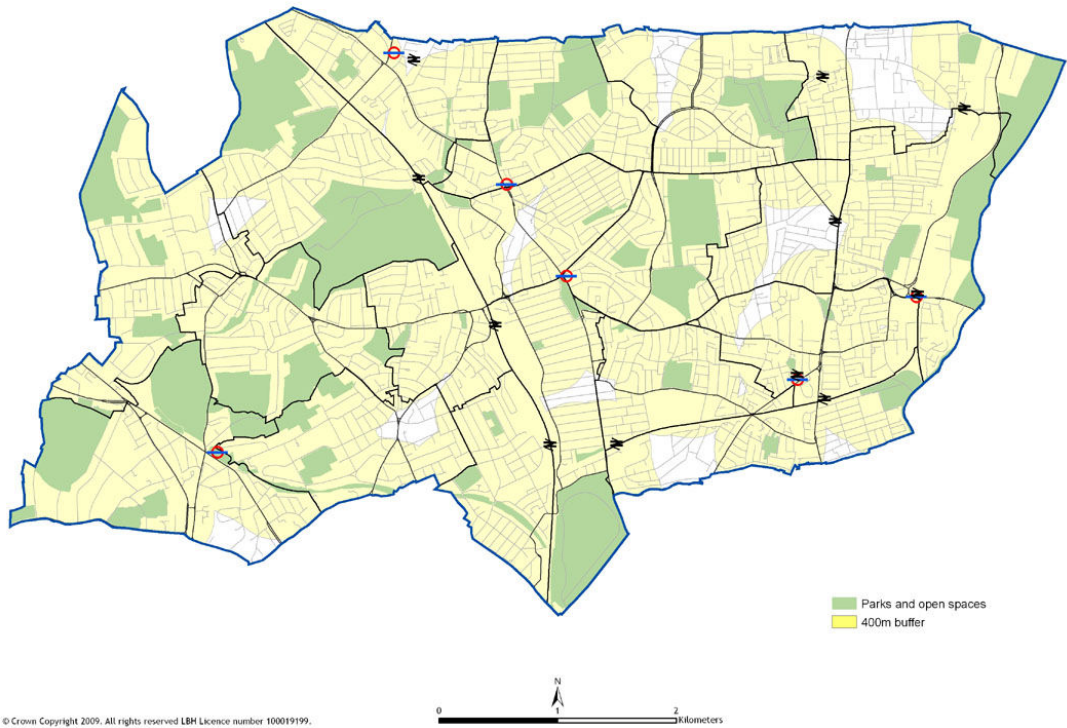 Parks and open spaces
400m buffer
N
0 1 2
Kilometers
© Crown Copyright 2009. All rights reserved LBH Licence number 100019199.